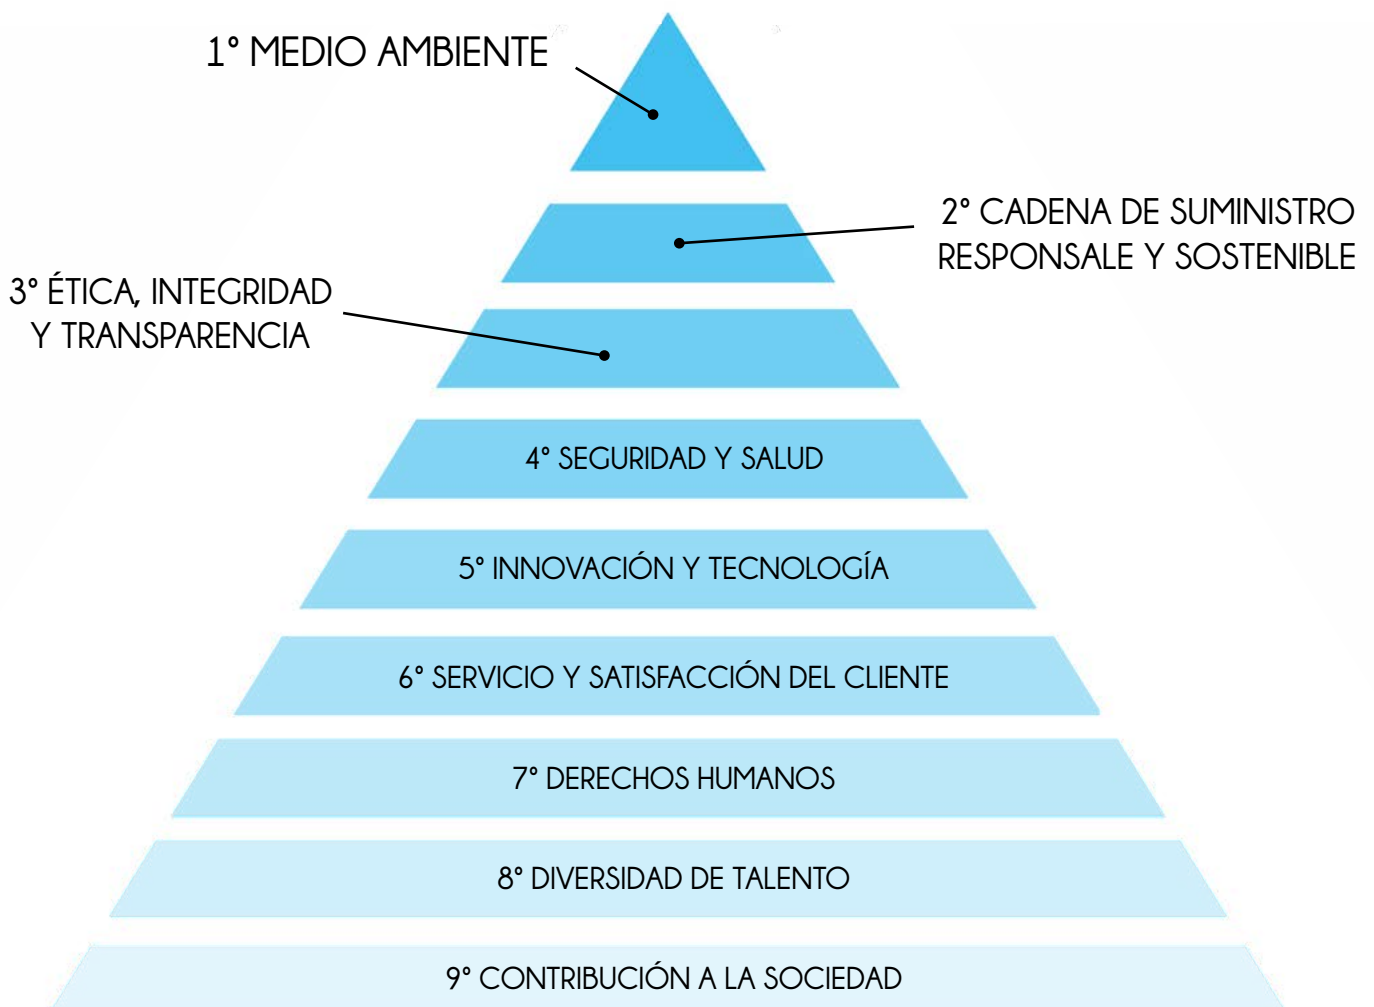 1° MEDIO AMBIENTE
2° CADENA DE SUMINISTRO
RESPONSALE Y SOSTENIBLE
3° ÉTICA, INTEGRIDAD
Y TRANSPARENCIA
4° SEGURIDAD Y SALUD
5° INNOVACIÓN Y TECNOLOGÍA
6° SERVICIO Y SATISFACCIÓN DEL CLIENTE
7° DERECHOS HUMANOS
8° DIVERSIDAD DE TALENTO
9° CONTRIBUCIÓN A LA SOCIEDAD